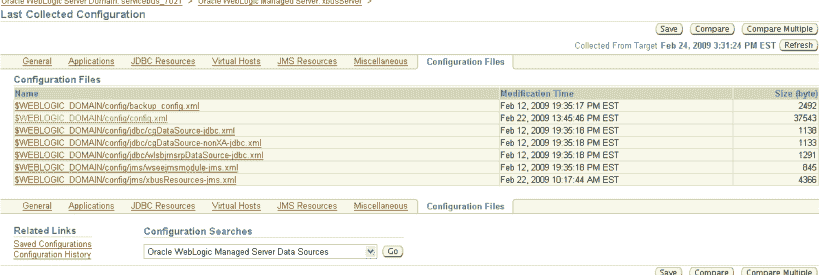 Oracle WebLogic Server Domain: servicebus_7021 > Oracle WebLogic Managed Server: xbusServer >
Last Collected Configuration
Save Compare Compare Multiple
Collected From Target Feb 24, 2009 3:31:24 PM EST Refresh
General Applications JDBC Resources Virtual Hosts JMS Resources Miscellaneous Configuration Files
Configuration Files
Name Modification Time Size (byte)
$WEBLOGIC_DOMAIN/config/backup_config.xml Feb 12, 2009 19:35:17 PM EST 2492
$WEBLOGIC_DOMAIN/config/config.xml Feb 22, 2009 13:45:46 PM EST 37543
$WEBLOGIC_DOMAIN/config/jdbc/cgDataSource-jdbc.xml Feb 12, 2009 19:35:18 PM EST 1138
$WEBLOGIC_DOMAIN/config/jdbc/cgDataSource-nonXA-jdbc.xml Feb 12, 2009 19:35:18 PM EST 1133
$WEBLOGIC_DOMAIN/config/jdbc/wlsbjmsrpDataSource-jdbc.xml Feb 12, 2009 19:35:18 PM EST 1291
$WEBLOGIC_DOMAIN/config/jms/wseejmsmodule-jms.xml Feb 12, 2009 19:35:18 PM EST 845
$WEBLOGIC_DOMAIN/config/jms/xbusResources-jms.xml Feb 22, 2009 10:17:44 AM EST 4366
General Applications JDBC Resources Virtual Hosts JMS Resources Miscellaneous Configuration Files
Related Links Configuration Searches
Saved Configurations
Oracle WebLogic Managed Server Data Sources Go
Configuration History
Save Compare Compare Multiple